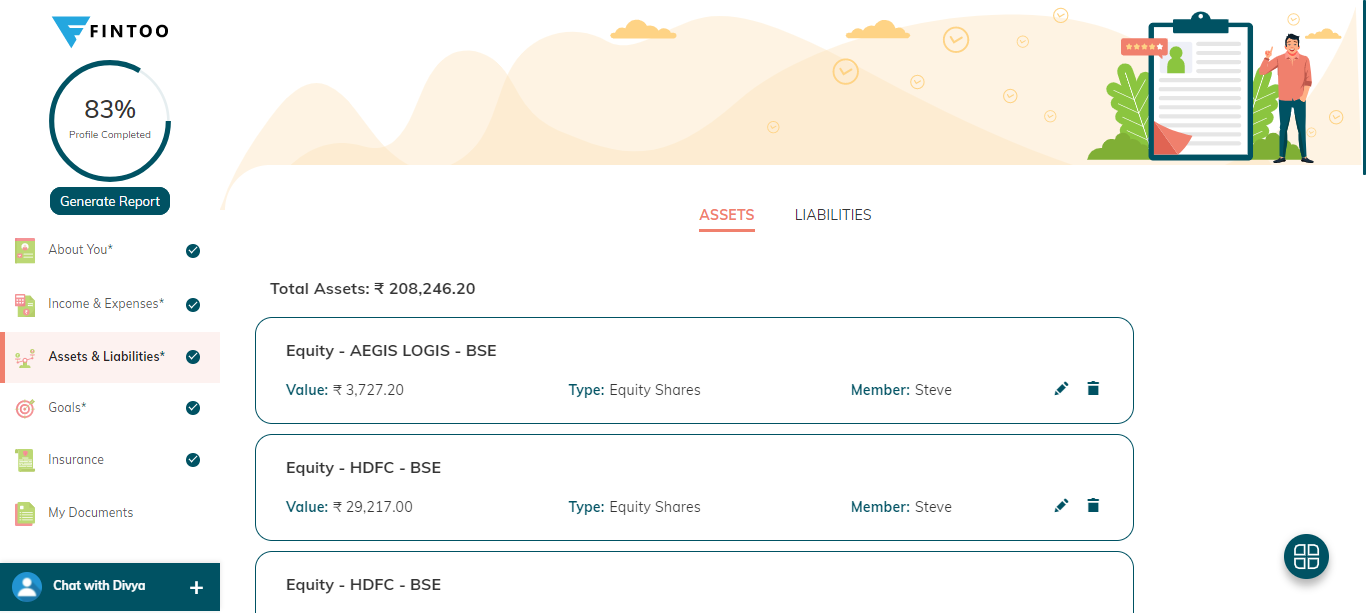 FINTOO
83%
Profile Completed
Generate Report
About You*
Income & Expenses*
Assets & Liabilities*
Goals*
Insurance
My Documents
Chat with Divya
ASSETS LIABILITIES
Total Assets: ₹ 208,246.20
Equity - AEGIS LOGIS - BSE
Value: ₹ 3,727.20 Type: Equity Shares Member: Steve
Equity - HDFC - BSE
Value: ₹ 29,217.00 Type: Equity Shares Member: Steve
Equity - HDFC - BSE